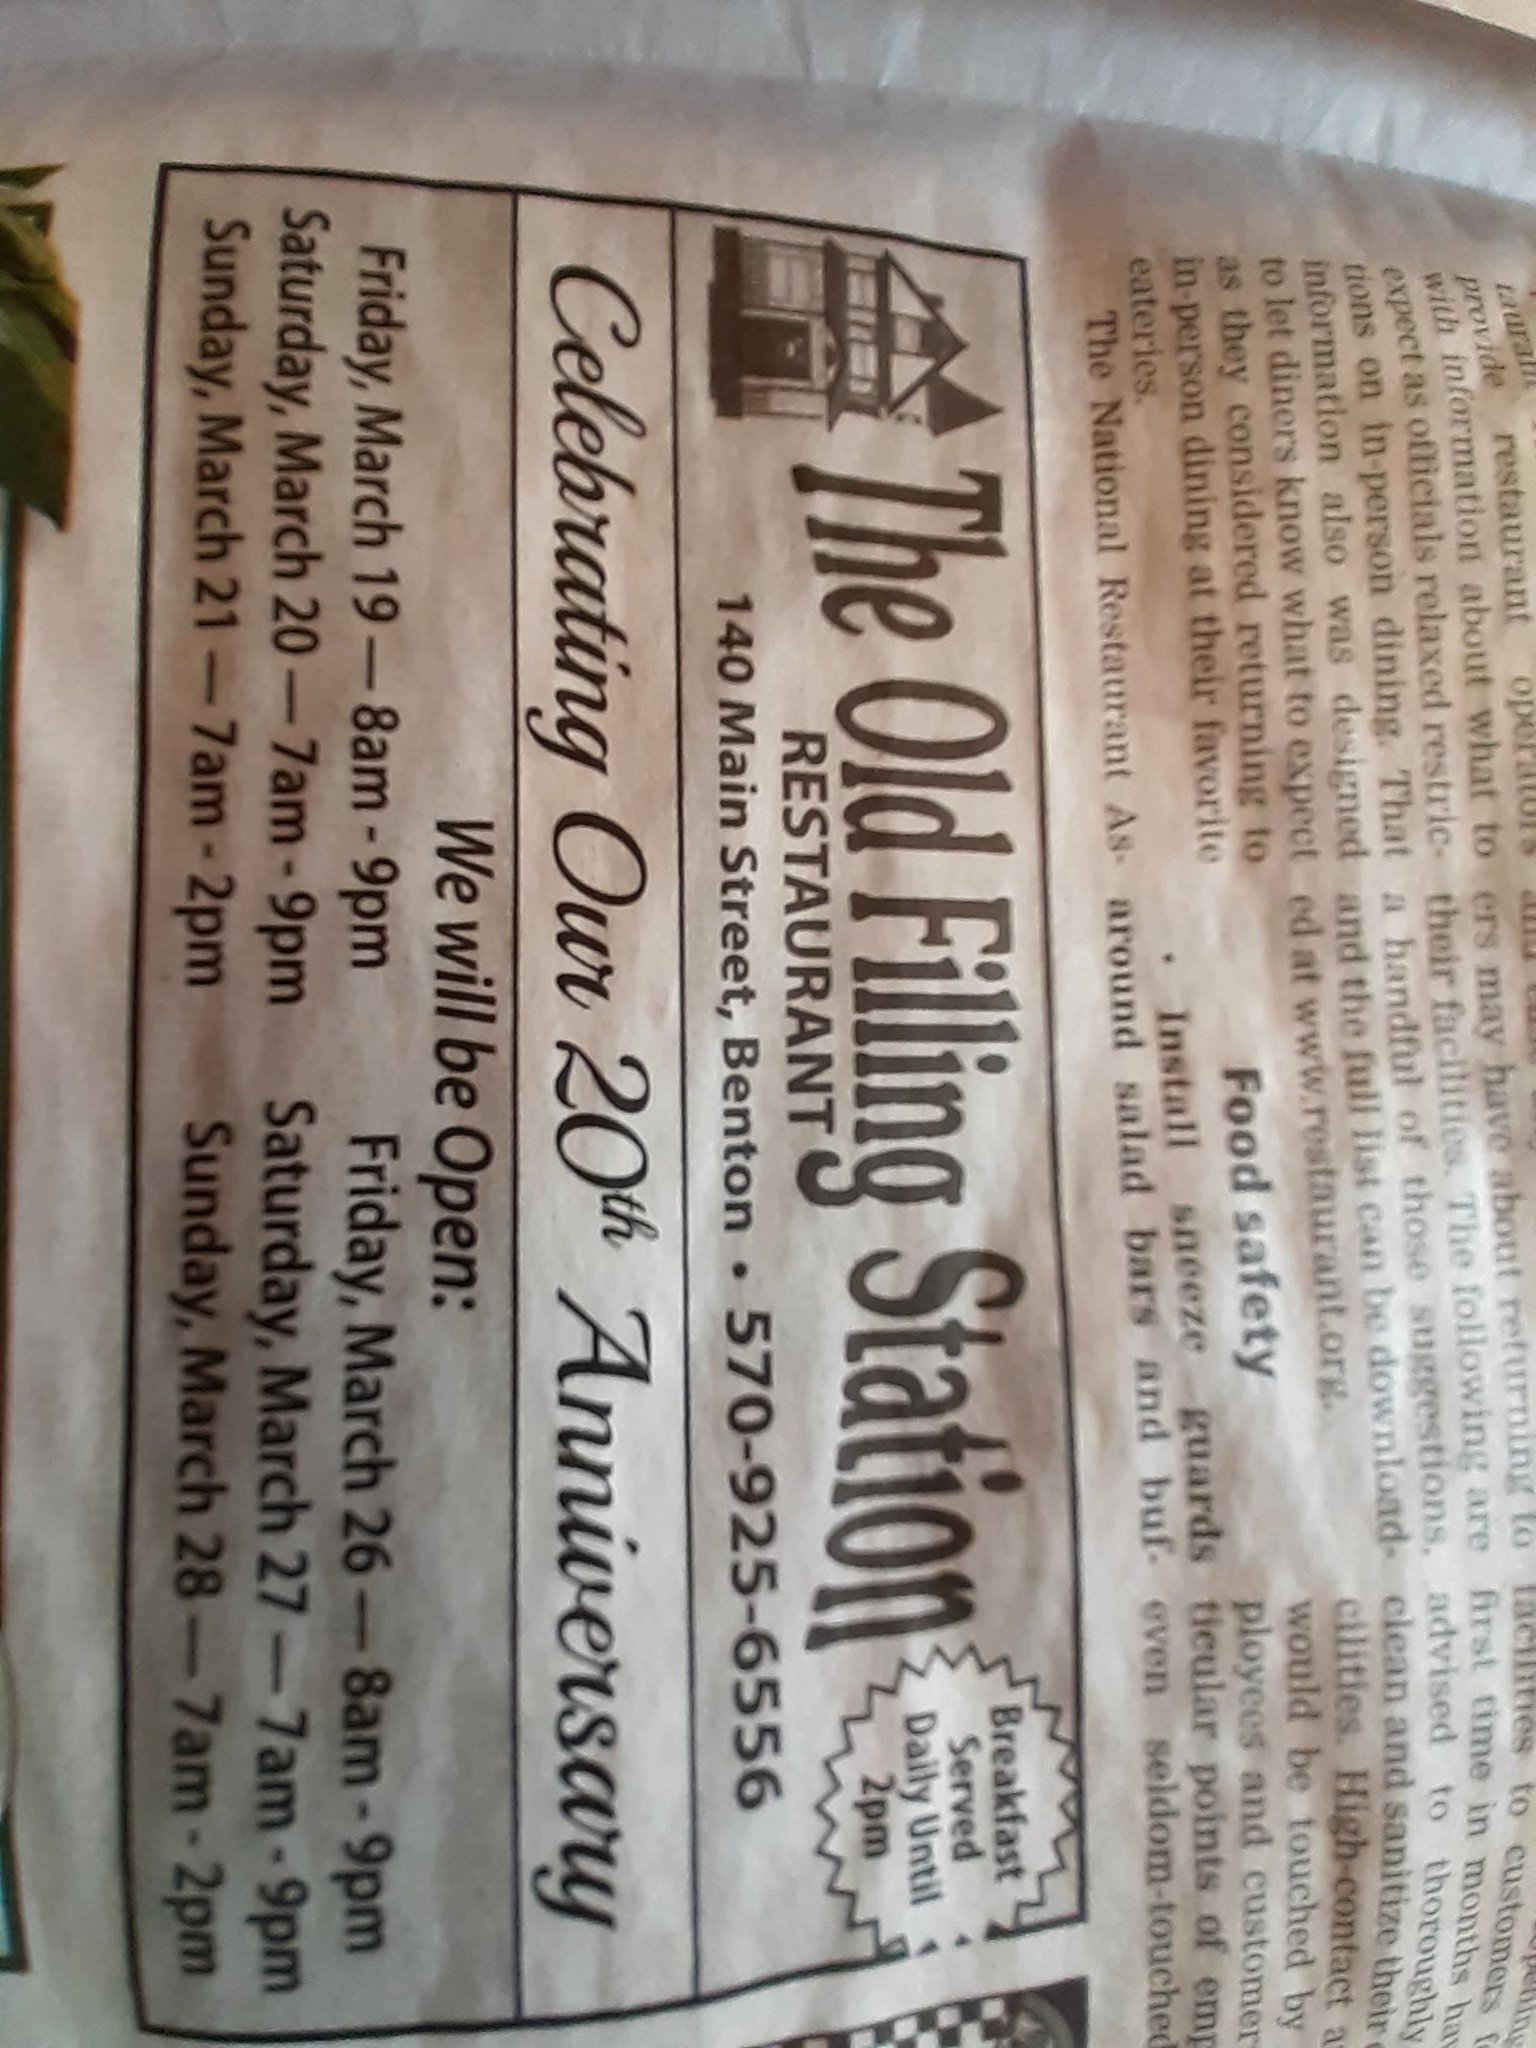 provide restaurant operators
with information about what to
expect as officials relaxed restric-
tions on in-person dining. That
information also was designed
to let diners know what to expect
as they considered returning to
in-person dining at their favorite
eateries.
The National Restaurant As-
ers may have about returning to
their facilities. The following are
a handful of those suggestions,
and the full list can be download-
ed at www.restaurant.org.
Food safety
• Install sneeze guards
around salad bars and buf-
facilities to customers
first time in months
advised to thoroughly
clean and sanitize their
cilities. High-contact
would be touched by
ployees and customer
ticular points of emp
even seldom-touched
The Old Filling Station
RESTAURANT
140 Main Street, Benton • 570-925-6556
Breakfast
Served
Daily Until
2pm
Celebrating Our 20th Anniversary
We will be Open:
Friday, March 19 — 8am - 9pm
Saturday, March 20 — 7am - 9pm
Sunday, March 21 — 7am - 2pm
Friday, March 26 — 8am - 9pm
Saturday, March 27 — 7am - 9pm
Sunday, March 28 — 7am - 2pm